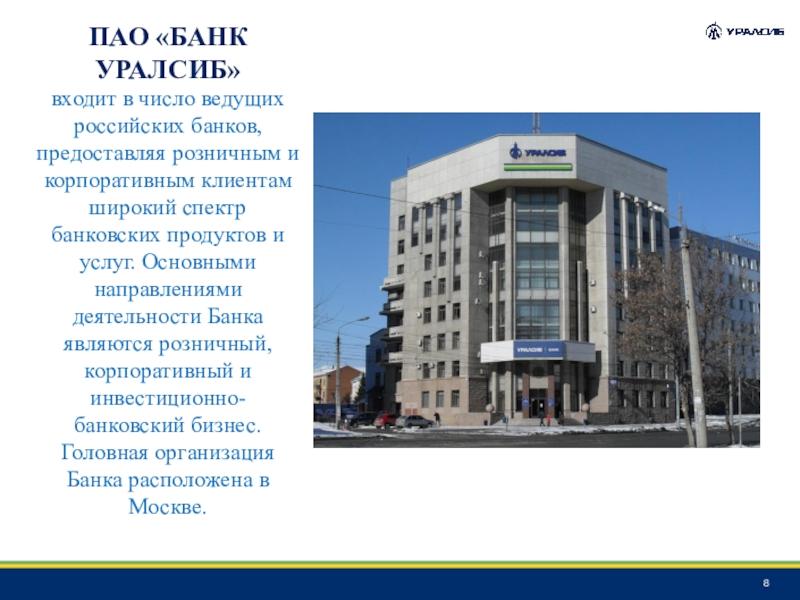 ПАО «БАНК
УРАЛСИБ»
входит в число ведущих
российских банков,
предоставляя розничным и
корпоративным клиентам
широкий спектр
банковских продуктов и
услуг. Основными
направлениями
деятельности Банка
являются розничный,
корпоративный и
инвестиционно-
банковский бизнес.
Головная организация
Банка расположена в
Москве.
УРАЛСИБ
УРАЛСИБ
УРАЛСИБ | БАНК
8